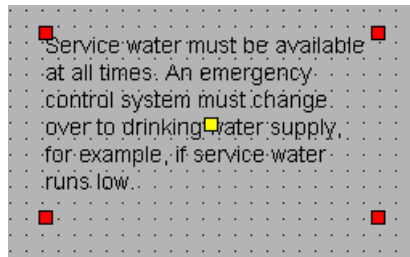 Service water must be available
at all times. An emergency
control system must change
over to drinking water supply,
for example, if service water
runs low.